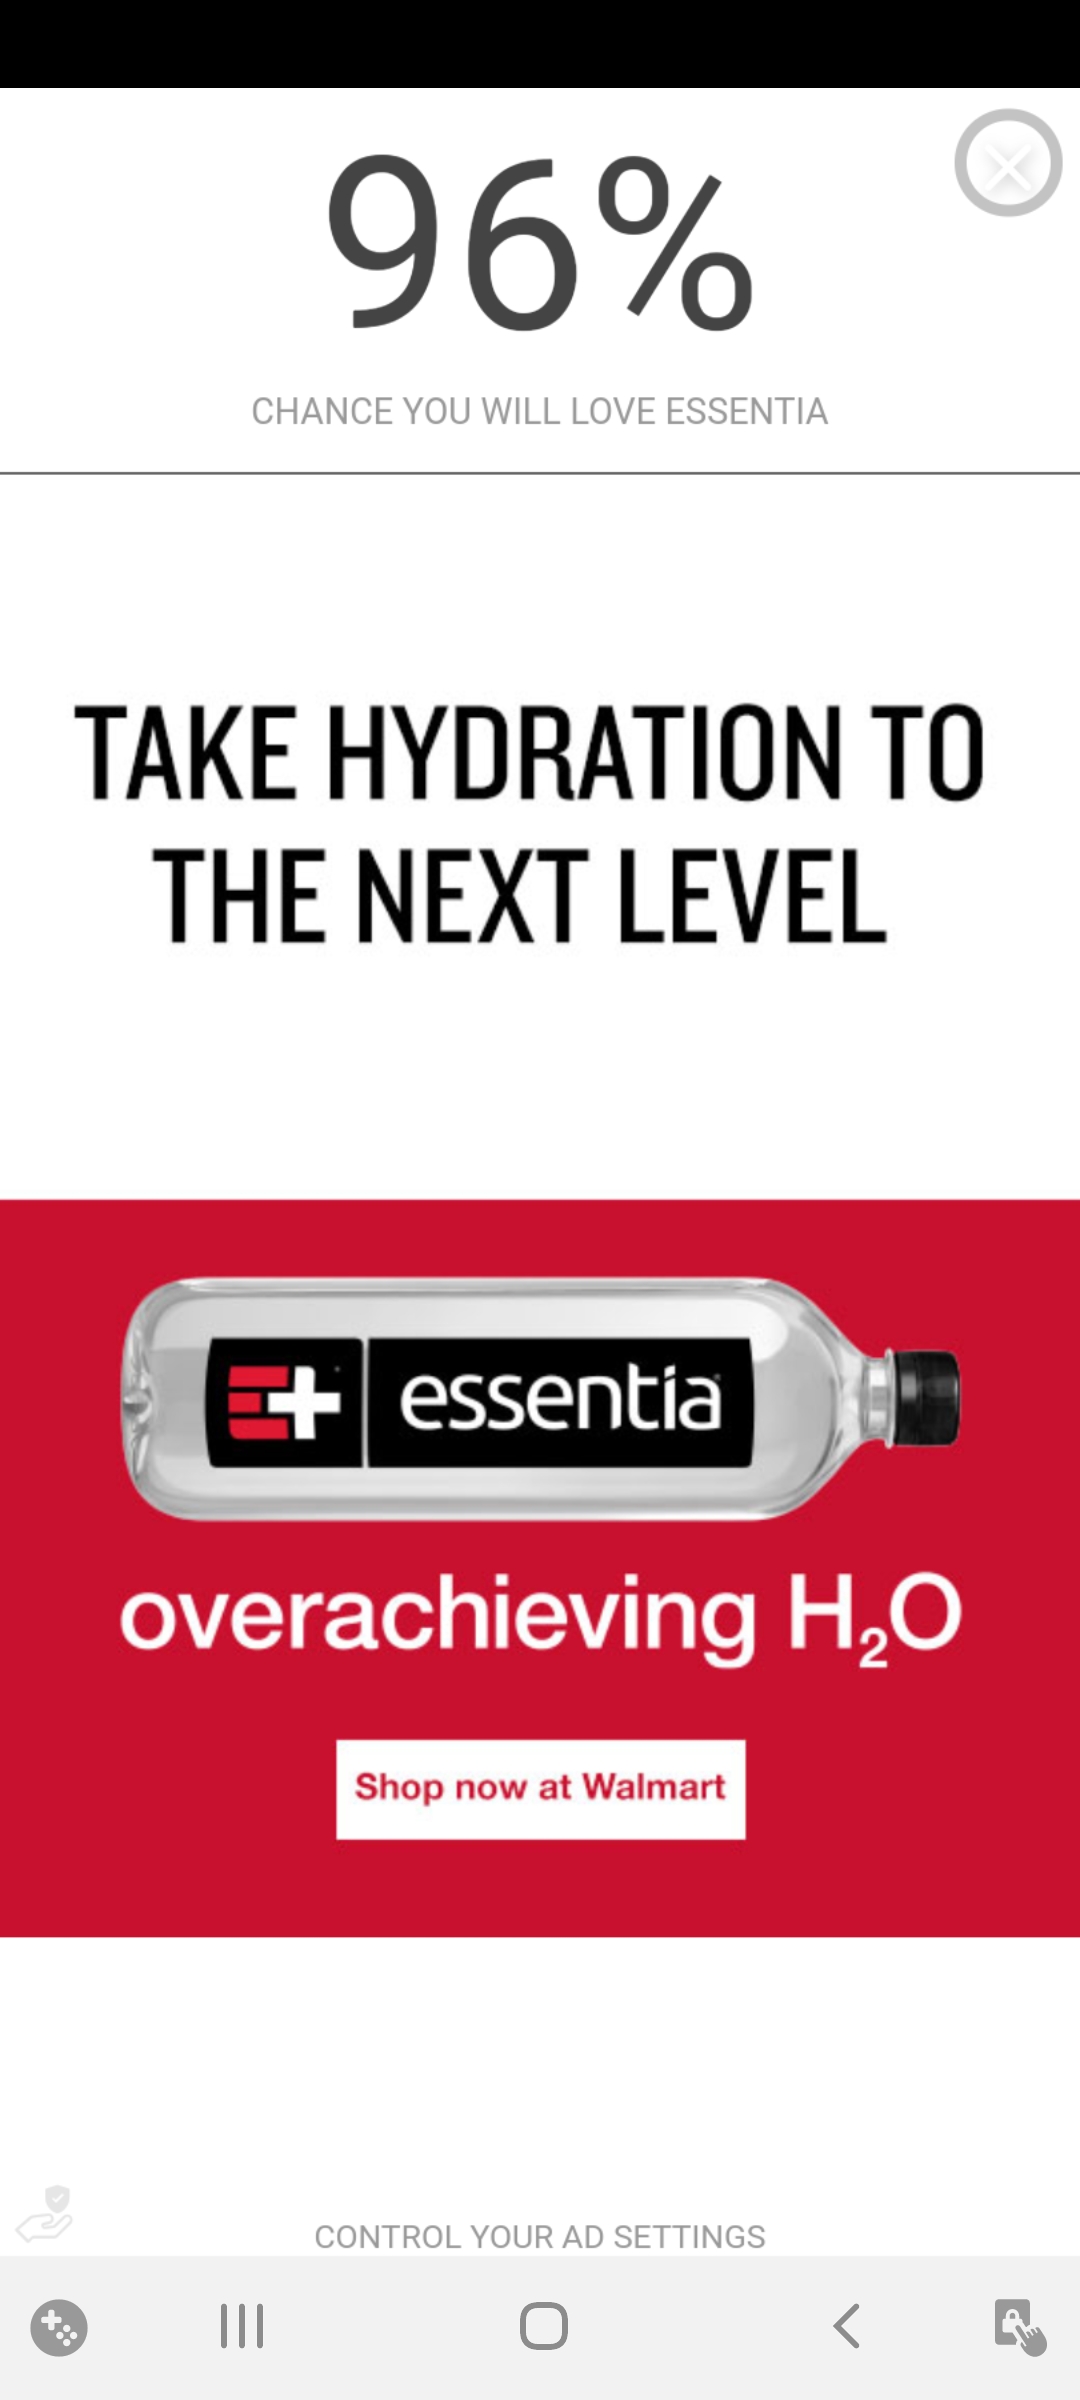 96%
CHANCE YOU WILL LOVE ESSENTIA
TAKE HYDRATION TO
THE NEXT LEVEL
essentia
overachieving H₂O
Shop now at Walmart
CONTROL YOUR AD SETTINGS